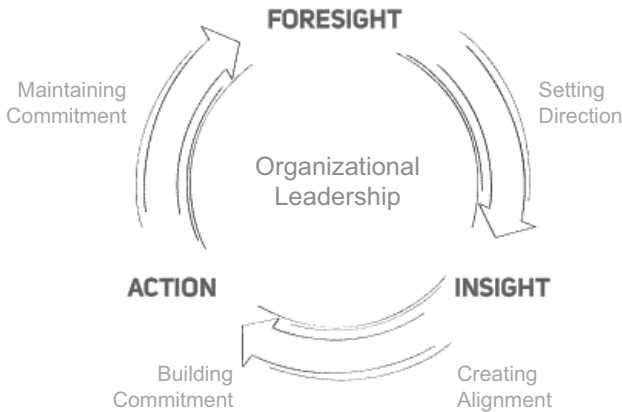 FORESIGHT
Maintaining
Commitment
Setting
Direction
Organizational
Leadership
ACTION
INSIGHT
Building
Commitment
Creating
Alignment